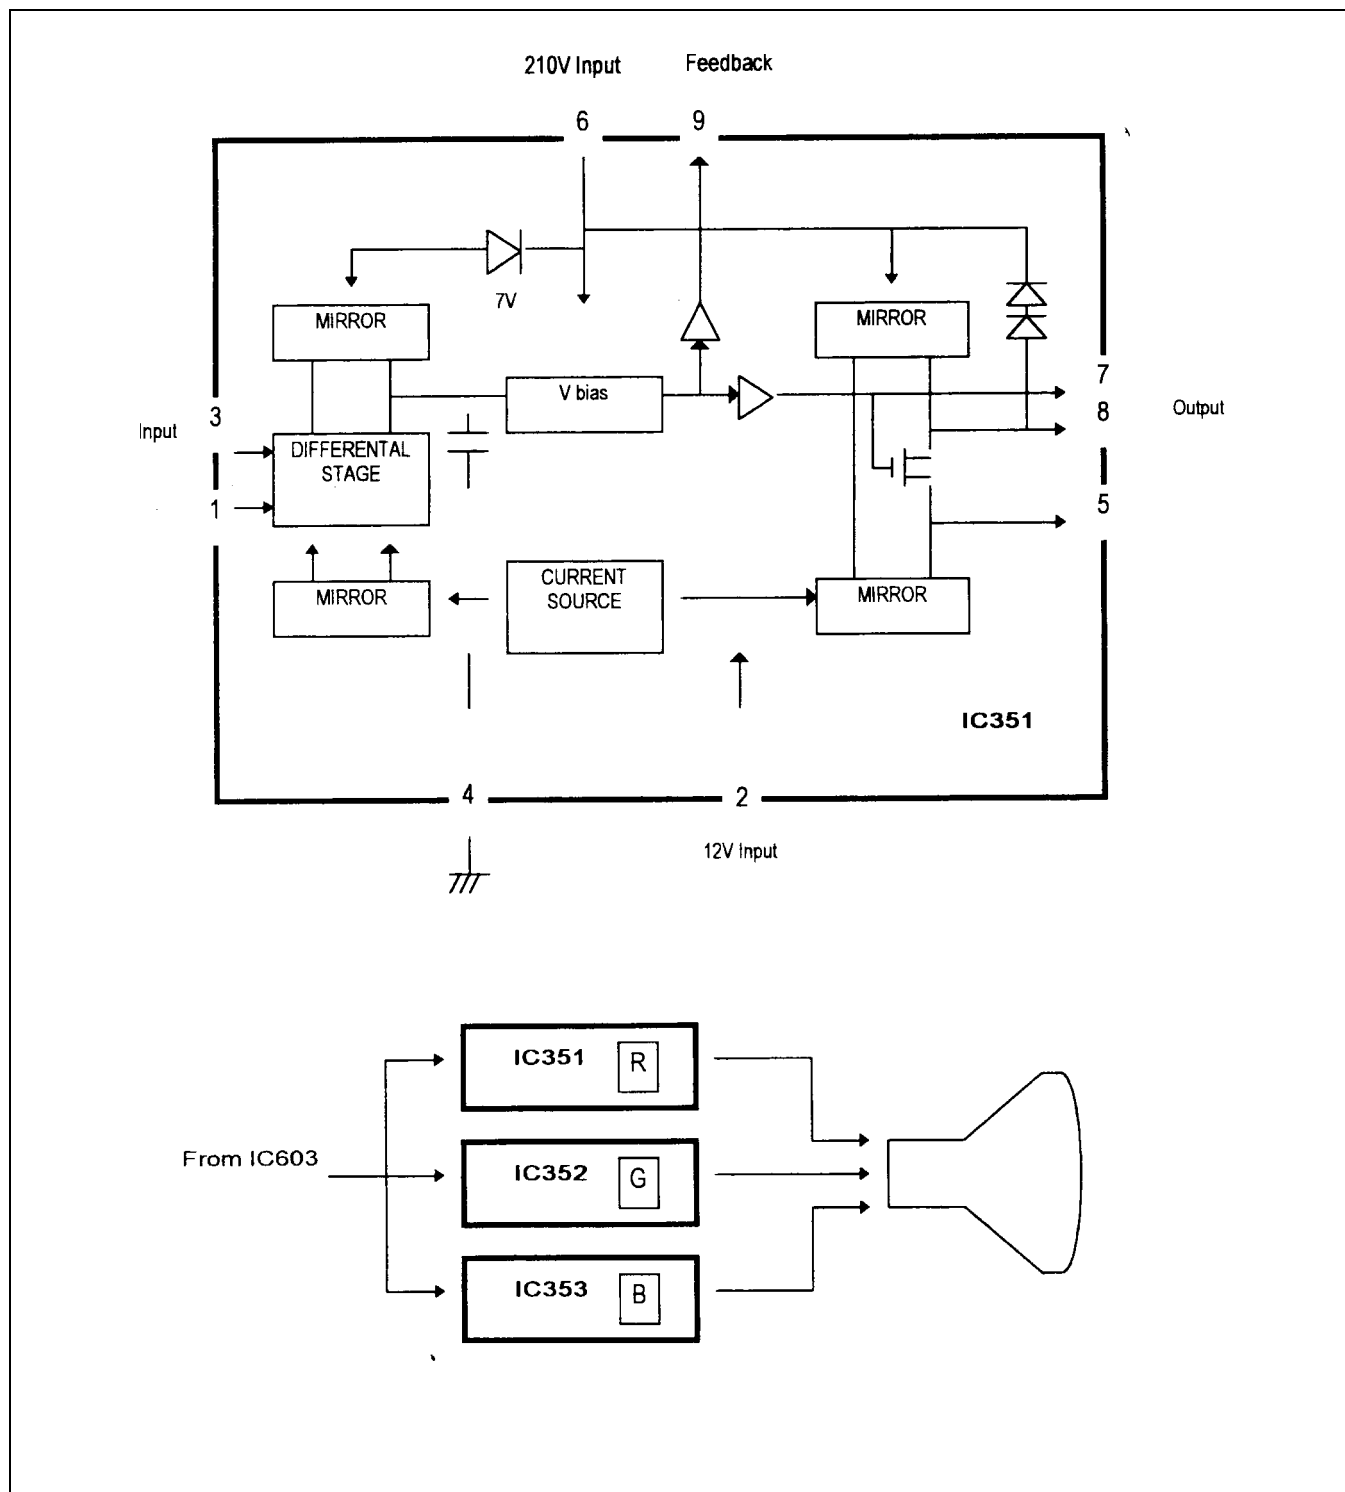 210V Input Feedback
6 9
7V
MIRROR MIRROR
V bias
7
3 8 Output
Input
DIFFERENTAL
STAGE
1 5
CURRENT
SOURCE
MIRROR MIRROR
IC351
4 2
12V Input
IC351 R
From IC603
IC352 G
IC353 B